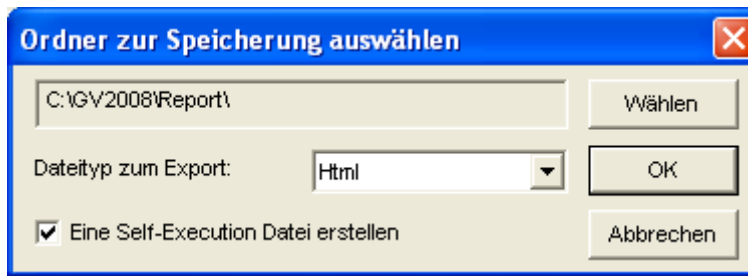 Ordner zur Speicherung auswählen
C:\GV2008\Report\
Wählen
Dateityp zum Export:
Html
OK
Eine Self-Execution Datei erstellen
Abbrechen